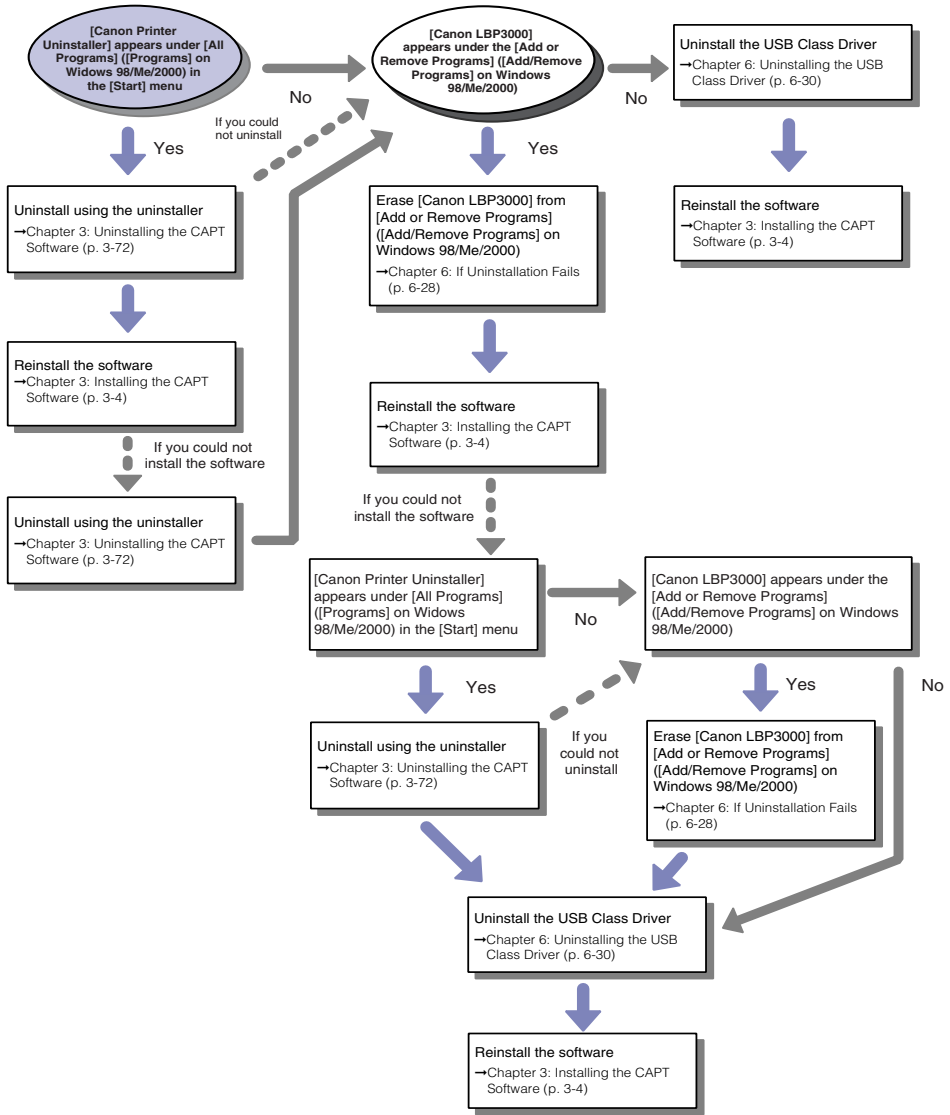 [Canon Printer
Uninstaller] appears under [All
Programs] ([Programs] on
Widows 98/Me/2000) in
the [Start] menu
No
[Canon LBP3000]
appears under the [Add or
Remove Programs] ([Add/Remove
Programs] on Windows
98/Me/2000)
No
Uninstall the USB Class Driver
→Chapter 6: Uninstalling the USB
Class Driver (p. 6-30)
If you could
not uninstall
Yes
Yes
Uninstall using the uninstaller
→Chapter 3: Uninstalling the CAPT
Software (p. 3-72)
Erase [Canon LBP3000] from
[Add or Remove Programs]
([Add/Remove Programs] on
Windows 98/Me/2000)
→Chapter 6: If Uninstallation Fails
(p. 6-28)
Reinstall the software
→Chapter 3: Installing the CAPT
Software (p. 3-4)
Reinstall the software
→Chapter 3: Installing the CAPT
Software (p. 3-4)
Reinstall the software
→Chapter 3: Installing the CAPT
Software (p. 3-4)
If you could not
install the software
Uninstall using the uninstaller
→Chapter 3: Uninstalling the CAPT
Software (p. 3-72)
If you could not
install the software
[Canon Printer Uninstaller]
appears under [All Programs]
([Programs] on Widows
98/Me/2000) in the [Start] menu
No
[Canon LBP3000] appears under the
[Add or Remove Programs]
([Add/Remove Programs] on Windows
98/Me/2000)
Yes
Yes
No
Uninstall using the uninstaller
→Chapter 3: Uninstalling the CAPT
Software (p. 3-72)
If you
could not
uninstall
Erase [Canon LBP3000] from
[Add or Remove Programs]
([Add/Remove Programs] on
Windows 98/Me/2000)
→Chapter 6: If Uninstallation Fails
(p. 6-28)
Uninstall the USB Class Driver
→Chapter 6: Uninstalling the USB
Class Driver (p. 6-30)
Reinstall the software
→Chapter 3: Installing the CAPT
Software (p. 3-4)